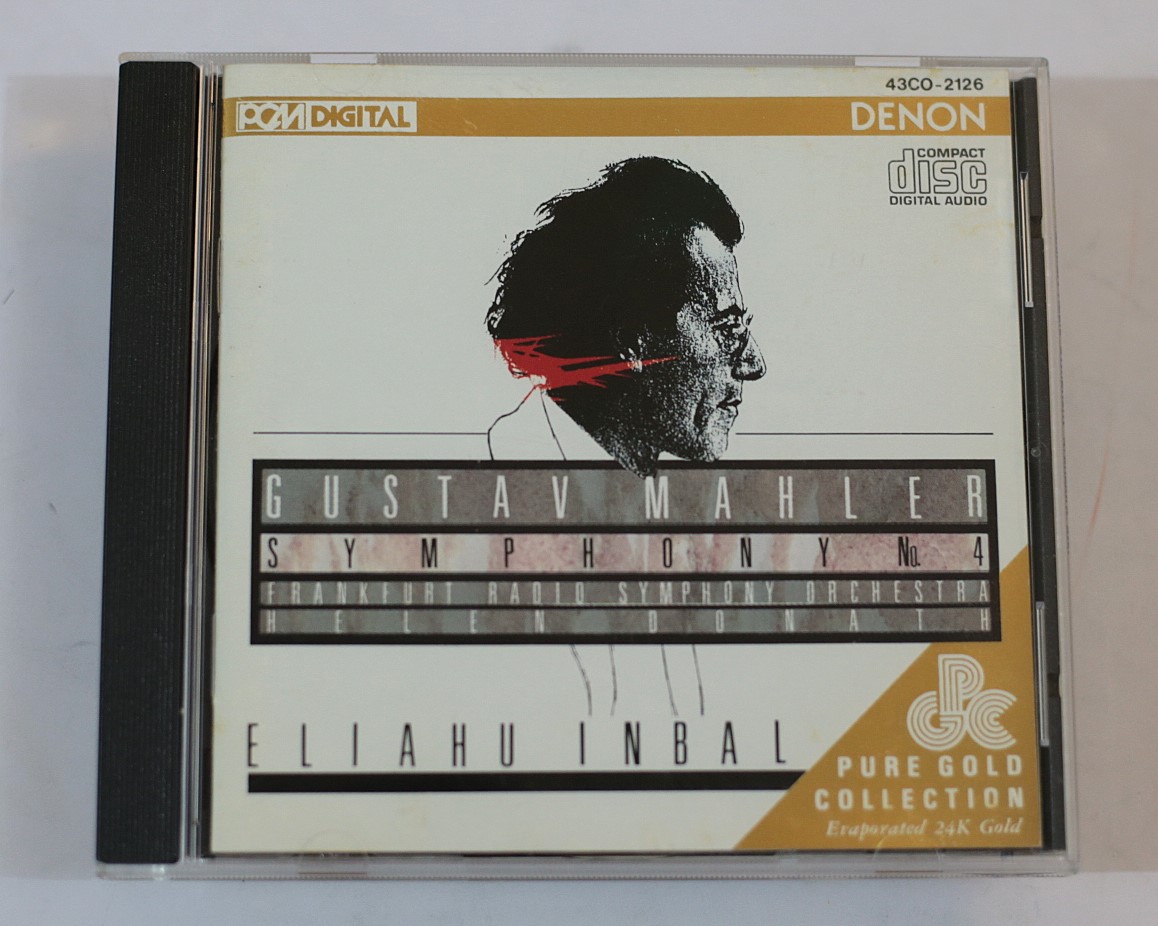 43CO-2126
PCM DIGITAL
DENON
COMPACT
disc
DIGITAL AUDIO
GUSTAV MAHLER
SYMPHONY No. 4
FRANKFURT RADIO SYMPHONY ORCHESTRA
HELEN DONATH
ELIAHU INBAL
PGC
PURE GOLD
COLLECTION
Evaporated 24K Gold